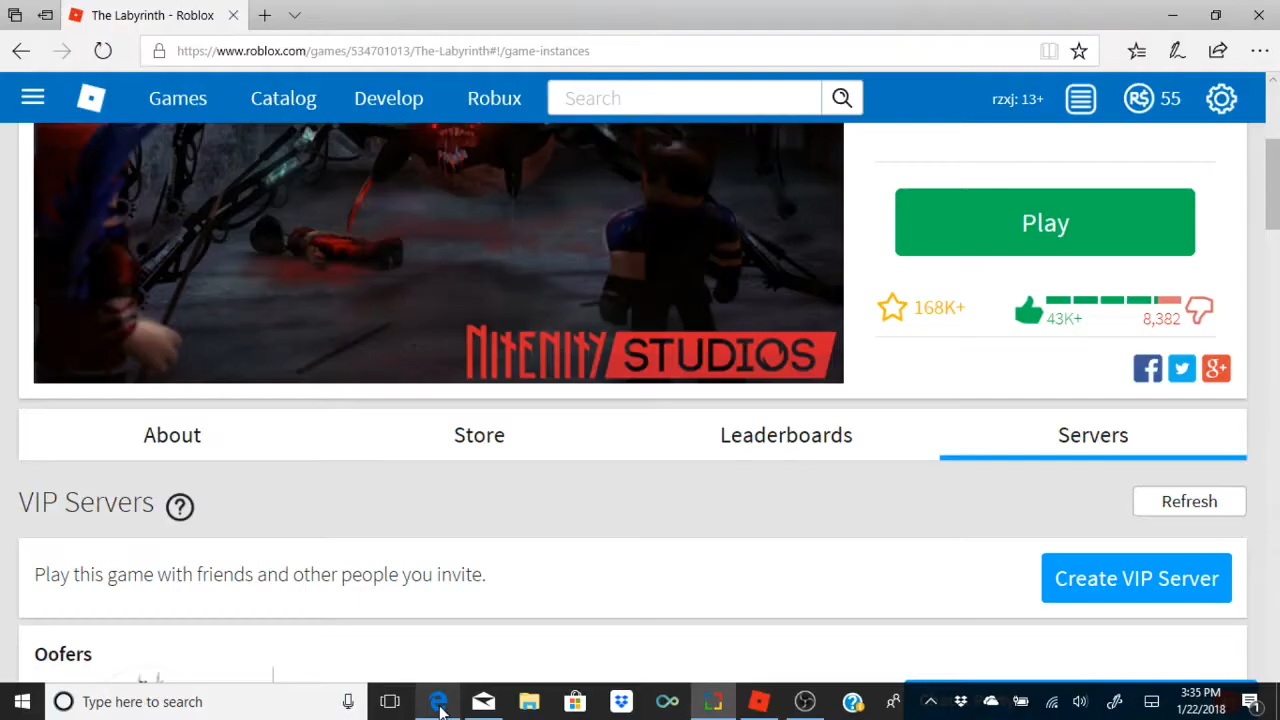 The Labyrinth - Roblox
https://www.roblox.com/games/534701013/The-Labyrinth#!/game-instances
Games Catalog Develop Robux Search rzxj: 13+ R$ 55
Play
168K+ 43K+ 8,382
NITENITY STUDIOS
About Store Leaderboards Servers
VIP Servers ? Refresh
Play this game with friends and other people you invite.
Create VIP Server
Oofers
Type here to search
3:35 PM
1/22/2018
1